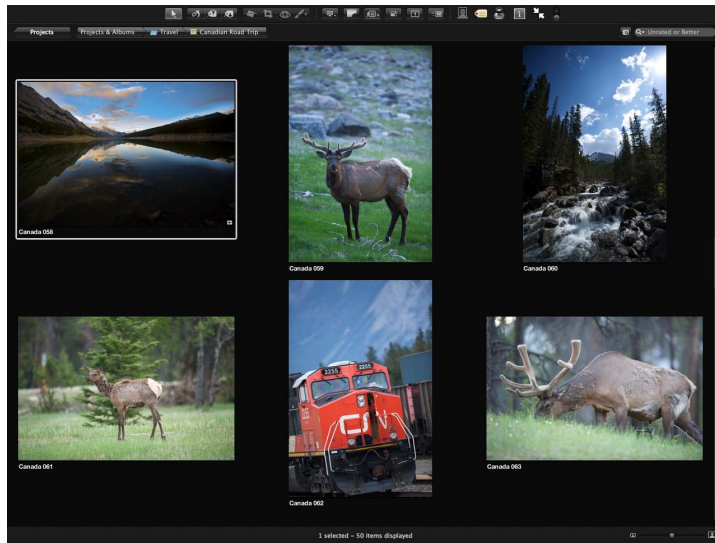 Projects
Projects & Albums
Travel
Canadian Road Trip
Unrated or Better
Canada 058
Canada 059
Canada 060
2255 2255
CN
Canada 061
Canada 062
Canada 063
1 selected – 50 items displayed